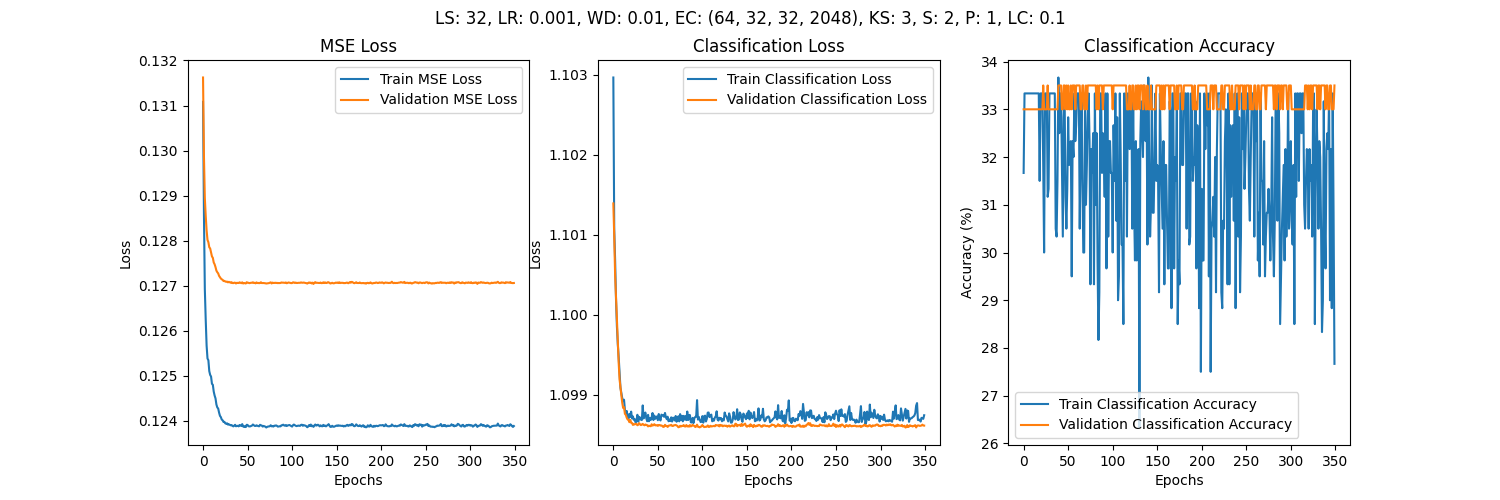 LS: 32, LR: 0.001, WD: 0.01, EC: (64, 32, 32, 2048), KS: 3, S: 2, P: 1, LC: 0.1
MSE Loss
Train MSE Loss
Validation MSE Loss
0.132
0.131
0.130
0.129
0.128
0.127
0.126
0.125
0.124
Loss
0 50 100 150 200 250 300 350
Epochs
Classification Loss
Train Classification Loss
Validation Classification Loss
1.103
1.102
1.101
1.100
1.099
Loss
0 50 100 150 200 250 300 350
Epochs
Classification Accuracy
34
33
32
31
30
29
28
27
26
Accuracy (%)
Train Classification Accuracy
Validation Classification Accuracy
0 50 100 150 200 250 300 350
Epochs